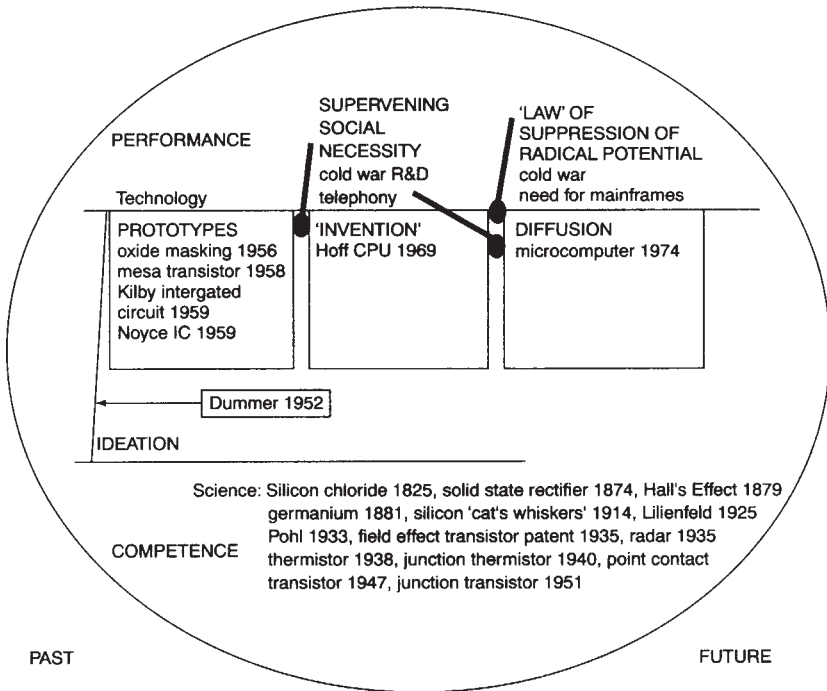 SUPERVENING
SOCIAL
NECESSITY
cold war R&D
telephony
'LAW' OF
SUPPRESSION OF
RADICAL POTENTIAL
cold war
need for mainframes
PERFORMANCE
Technology
PROTOTYPES
oxide masking 1956
mesa transistor 1958
Kilby intergated
circuit 1959
Noyce IC 1959
'INVENTION'
Hoff CPU 1969
DIFFUSION
microcomputer 1974
Dummer 1952
IDEATION
Science: Silicon chloride 1825, solid state rectifier 1874, Hall's Effect 1879
germanium 1881, silicon 'cat's whiskers' 1914, Lilienfeld 1925
Pohl 1933, field effect transistor patent 1935, radar 1935
thermistor 1938, junction thermistor 1940, point contact
transistor 1947, junction transistor 1951
COMPETENCE
PAST
FUTURE